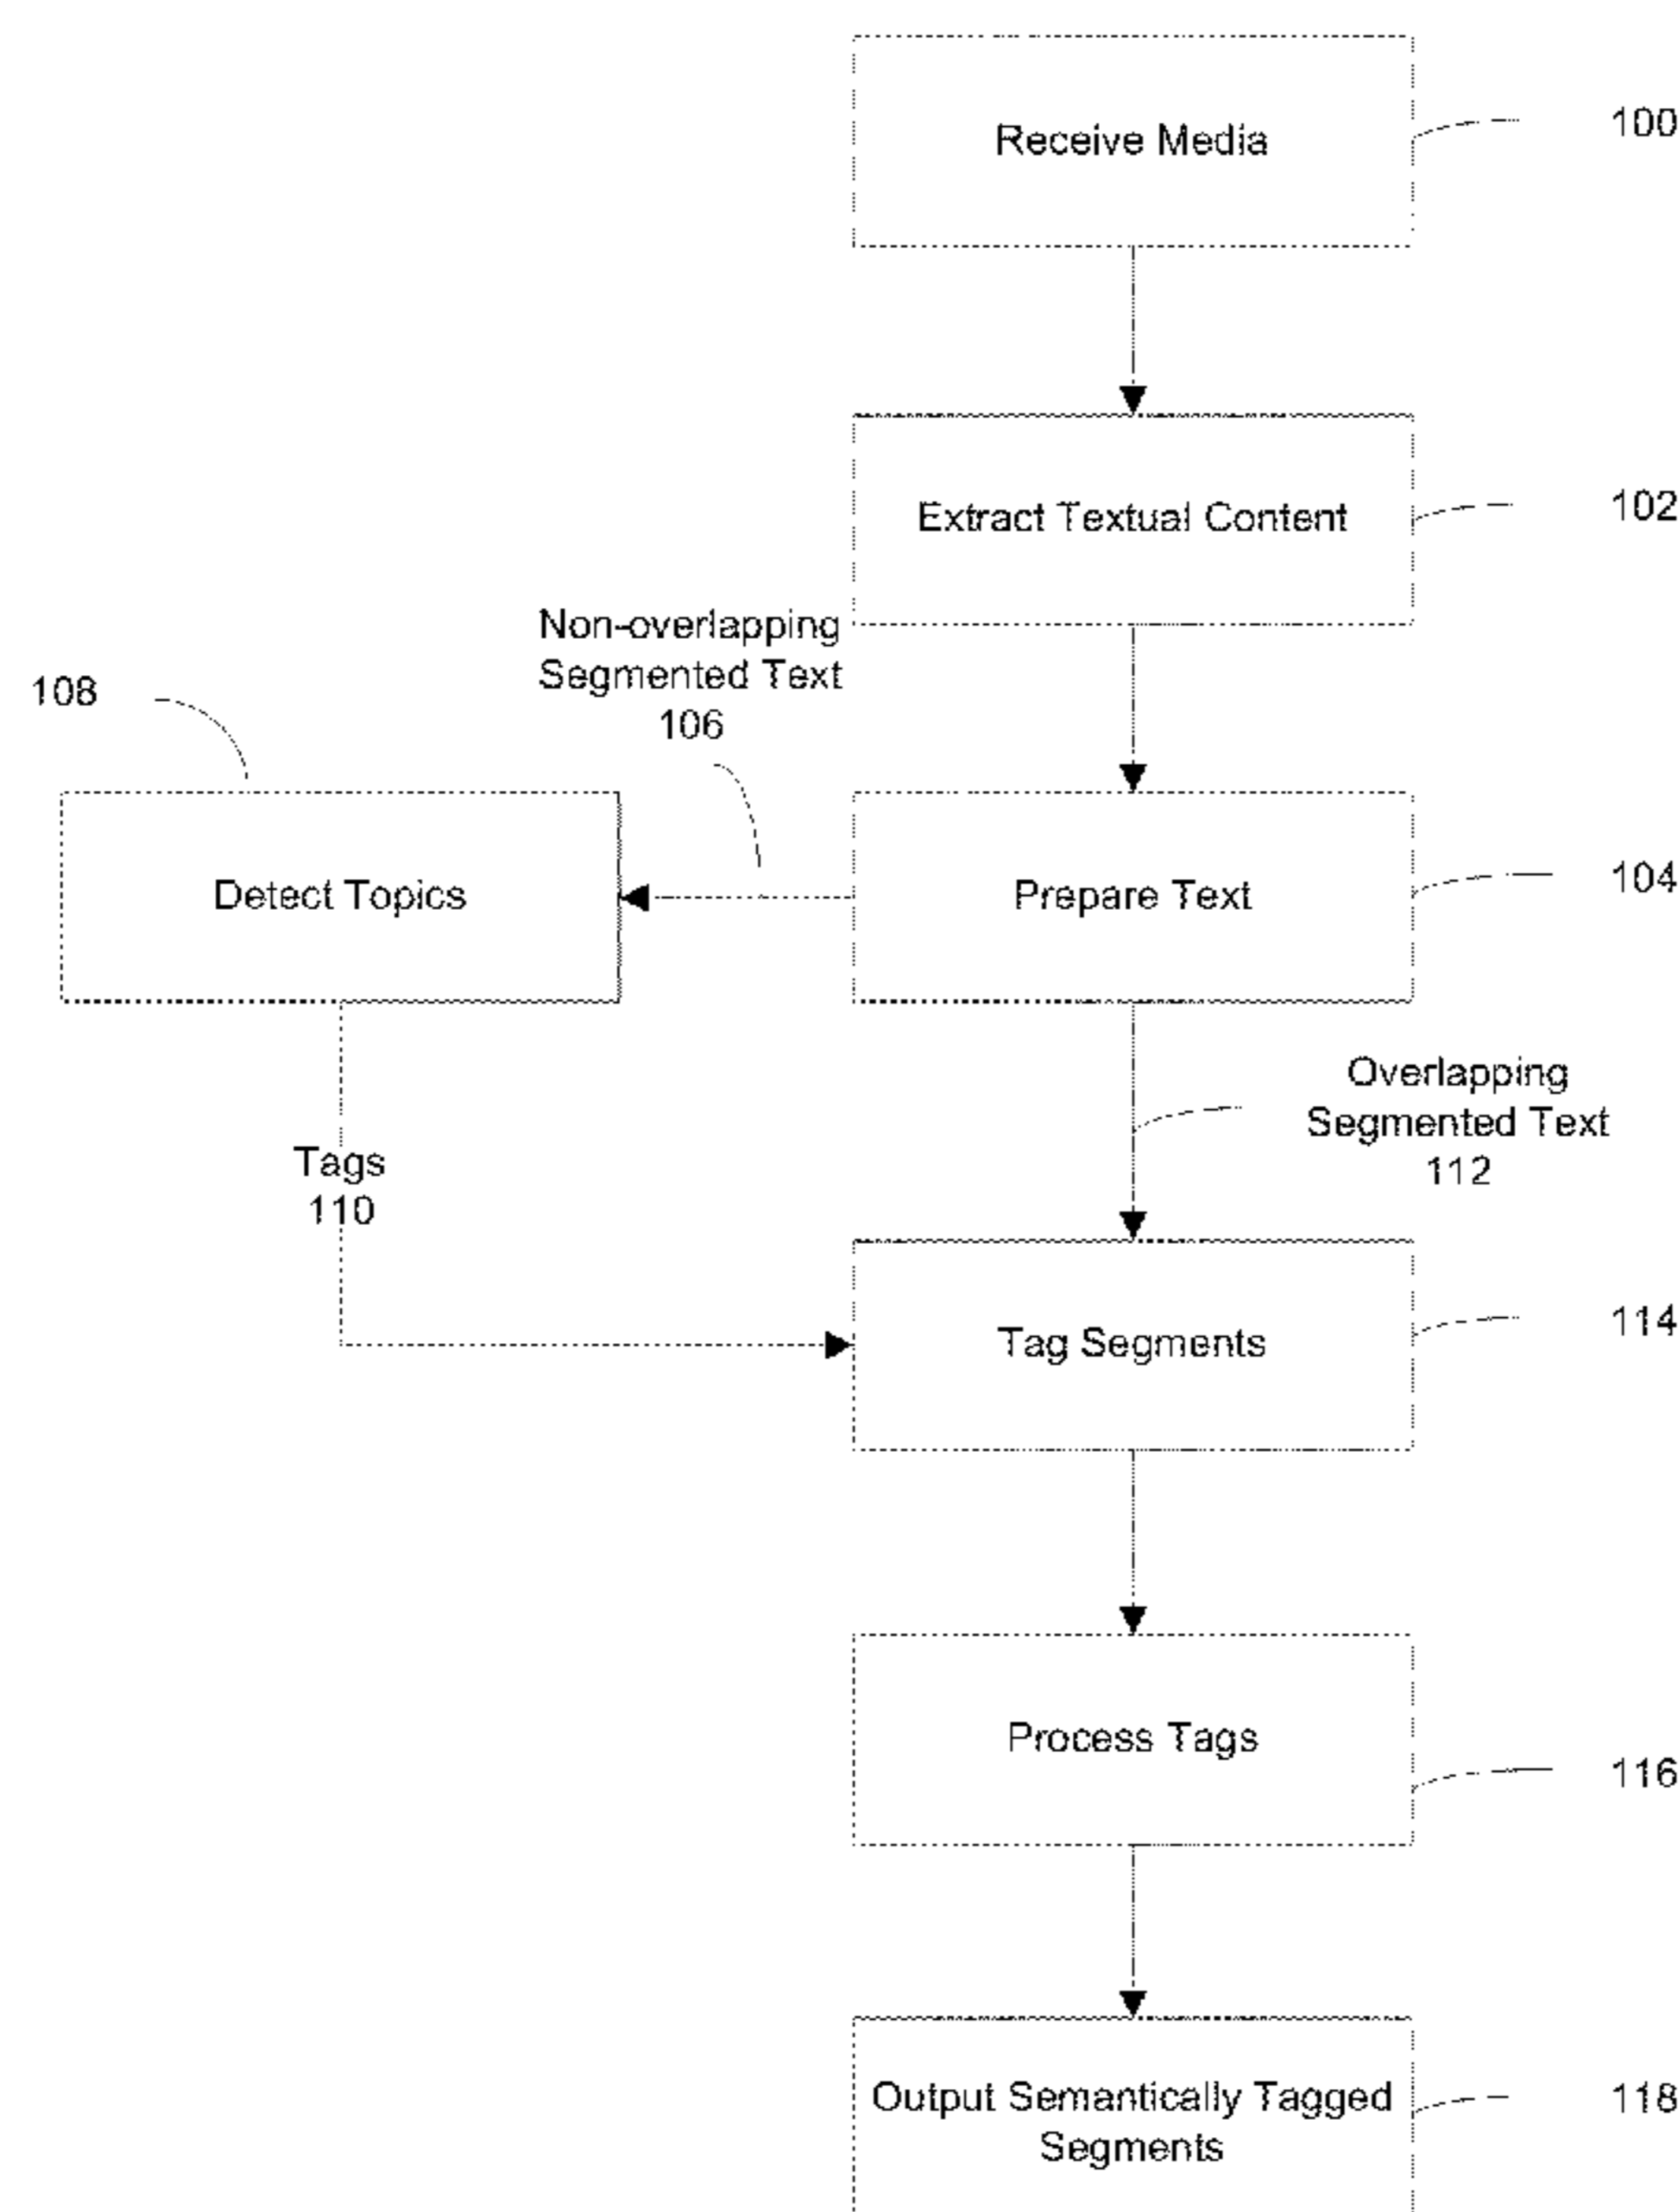 Receive Media
100
Extract Textual Content
102
Non-overlapping
Segmented Text
106
108
Detect Topics
Prepare Text
104
Overlapping
Segmented Text
112
Tags
110
Tag Segments
114
Process Tags
116
Output Semantically Tagged
Segments
118